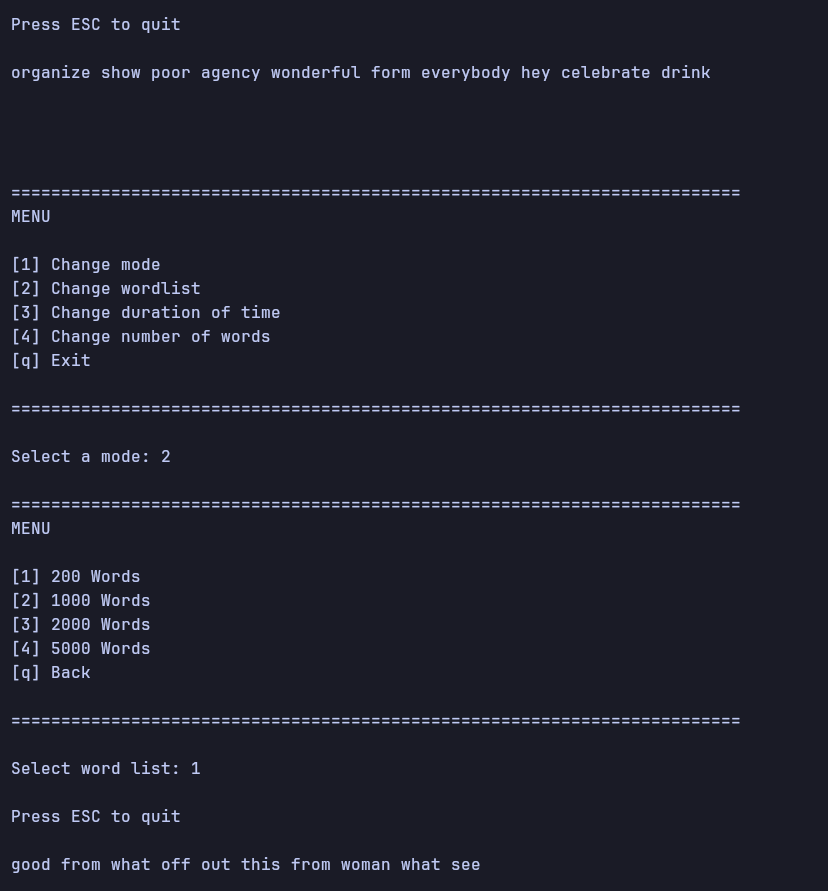 Press ESC to quit
organize show poor agency wonderful form everybody hey celebrate drink
=========================================================================
MENU
[1] Change mode
[2] Change wordlist
[3] Change duration of time
[4] Change number of words
[q] Exit
=========================================================================
Select a mode: 2
=========================================================================
MENU
[1] 200 Words
[2] 1000 Words
[3] 2000 Words
[4] 5000 Words
[q] Back
=========================================================================
Select word list: 1
Press ESC to quit
good from what off out this from woman what see